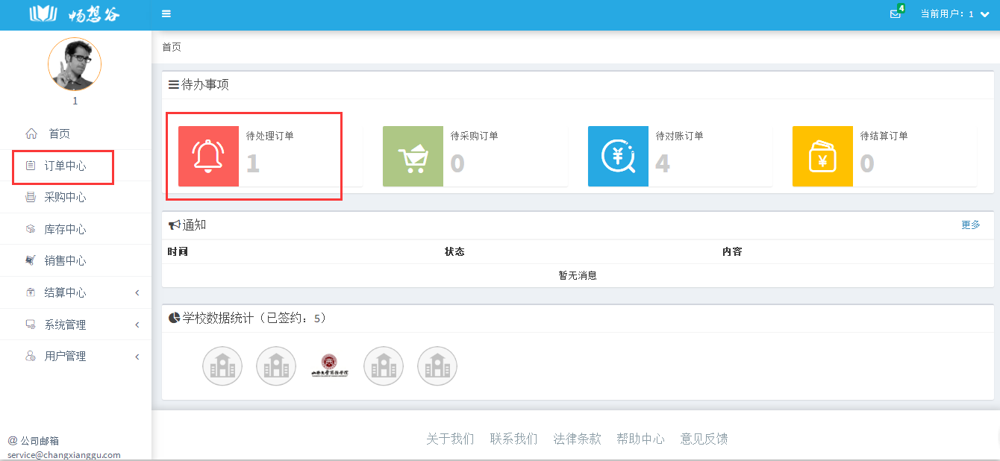 畅想谷
4
当前用户：1
1
首页
订单中心
采购中心
库存中心
销售中心
结算中心
系统管理
用户管理
@ 公司邮箱
service@changxianggu.com
首页
待办事项
待处理订单
1
待采购订单
0
待对账订单
4
待结算订单
0
通知
更多
时间 状态 内容
暂无消息
学校数据统计（已签约：5）
关于我们 联系我们 法律条款 帮助中心 意见反馈